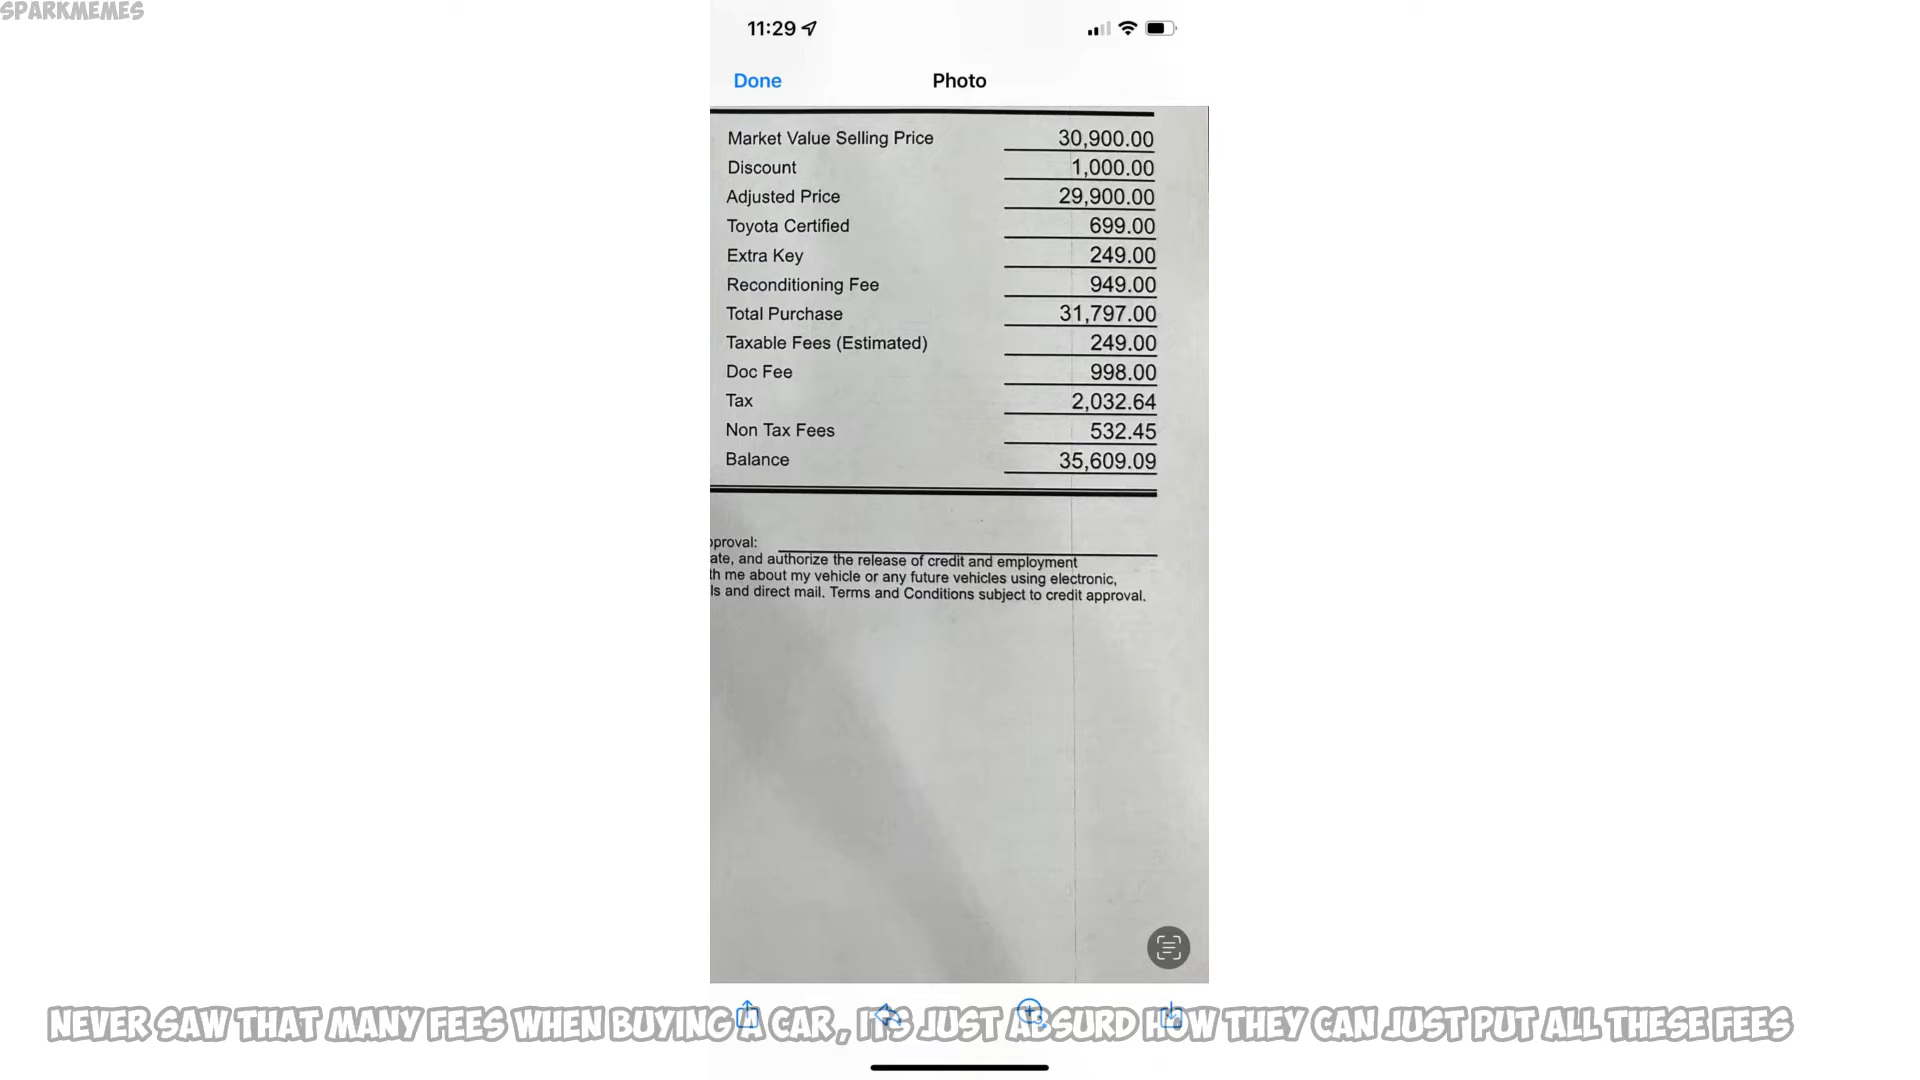 SPARKMEMES
11:29
Done
Photo
Market Value Selling Price 30,900.00
Discount 1,000.00
Adjusted Price 29,900.00
Toyota Certified 699.00
Extra Key 249.00
Reconditioning Fee 949.00
Total Purchase 31,797.00
Taxable Fees (Estimated) 249.00
Doc Fee 998.00
Tax 2,032.64
Non Tax Fees 532.45
Balance 35,609.09
pproval:
ate, and authorize the release of credit and employment
th me about my vehicle or any future vehicles using electronic,
ls and direct mail. Terms and Conditions subject to credit approval.
NEVER SAW THAT MANY FEES WHEN BUYING A CAR, IT'S JUST ABSURD HOW THEY CAN JUST PUT ALL THESE FEES